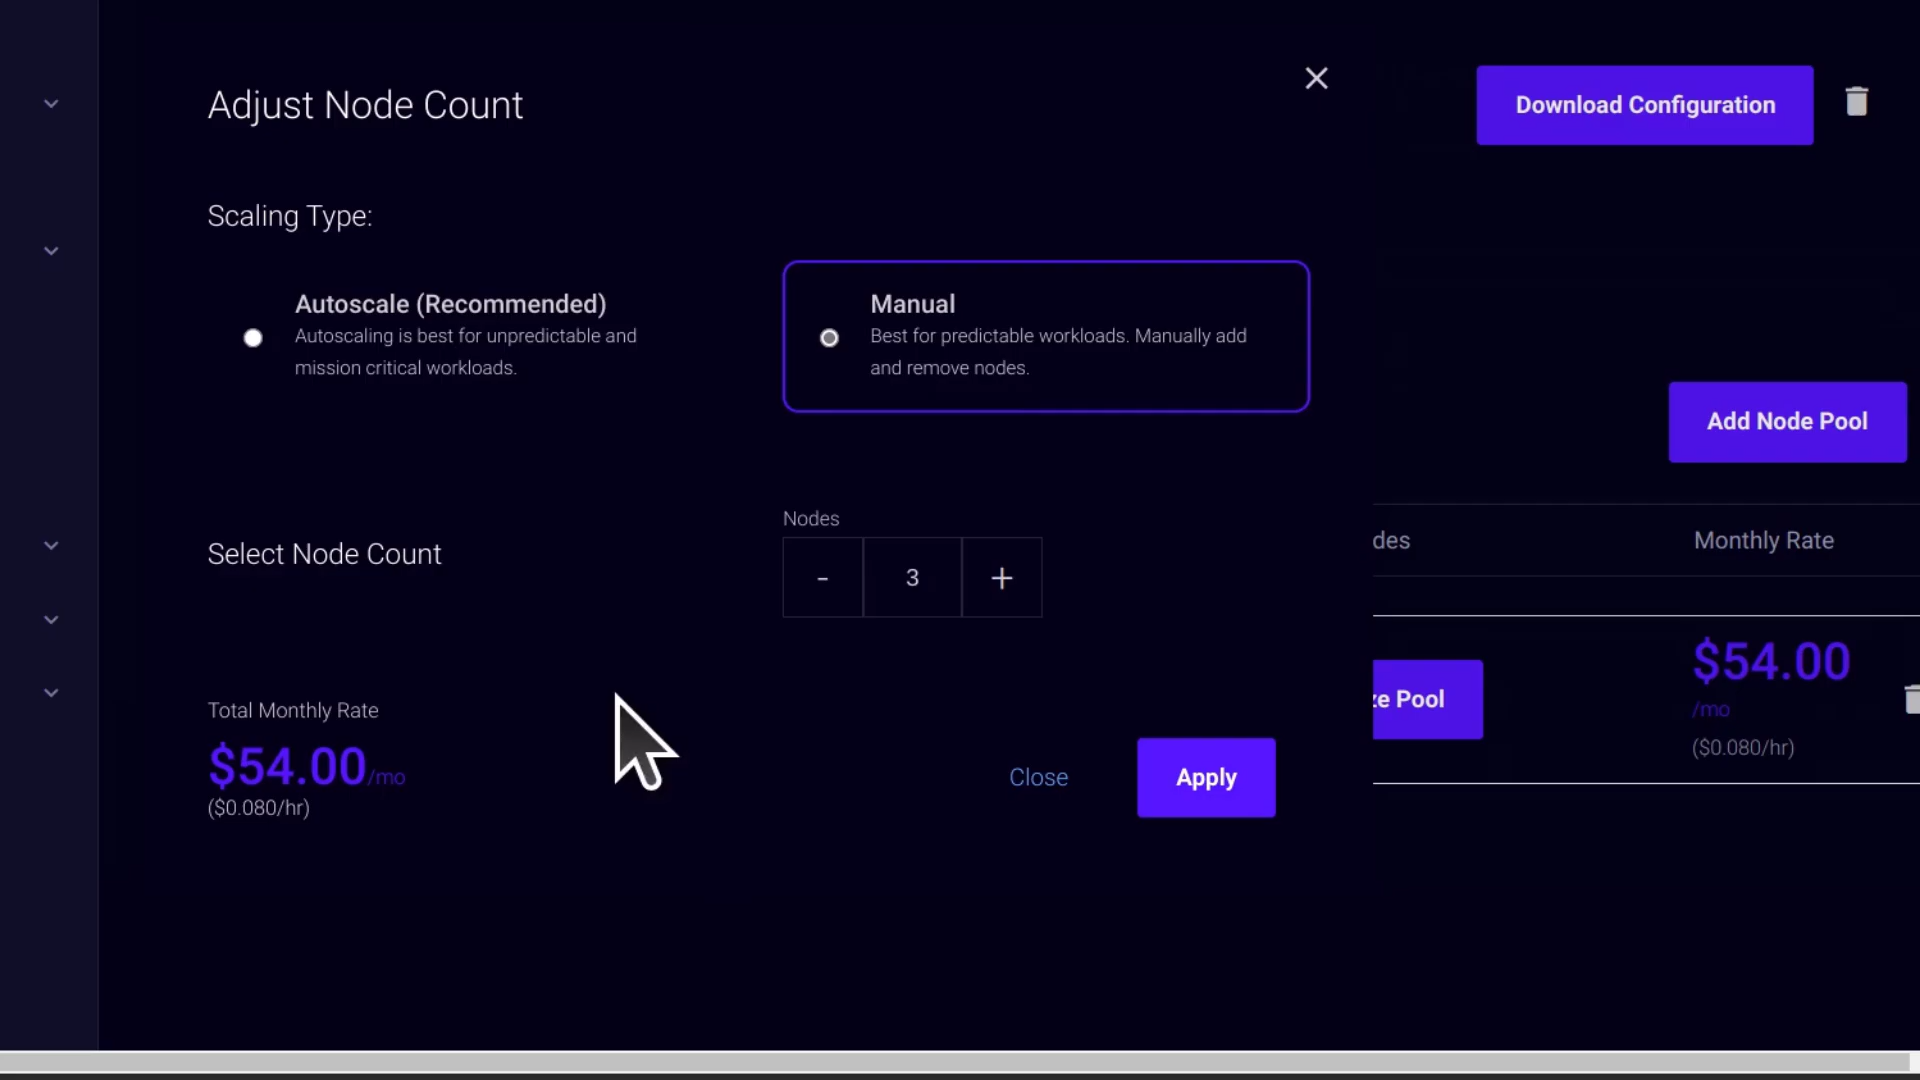 Adjust Node Count
Download Configuration
Scaling Type:
Autoscale (Recommended)
Autoscaling is best for unpredictable and
mission critical workloads.
Manual
Best for predictable workloads. Manually add
and remove nodes.
Add Node Pool
Nodes
Select Node Count
- 3 +
des
Monthly Rate
ze Pool
$54.00
/mo
($0.080/hr)
Total Monthly Rate
$54.00/mo
($0.080/hr)
Close
Apply